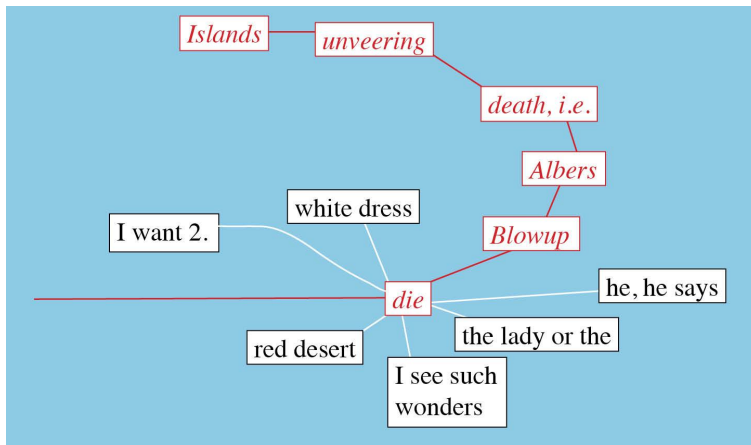 Islands
unveering
death, i.e.
Albers
Blowup
white dress
I want 2.
die
he, he says
the lady or the
red desert
I see such
wonders